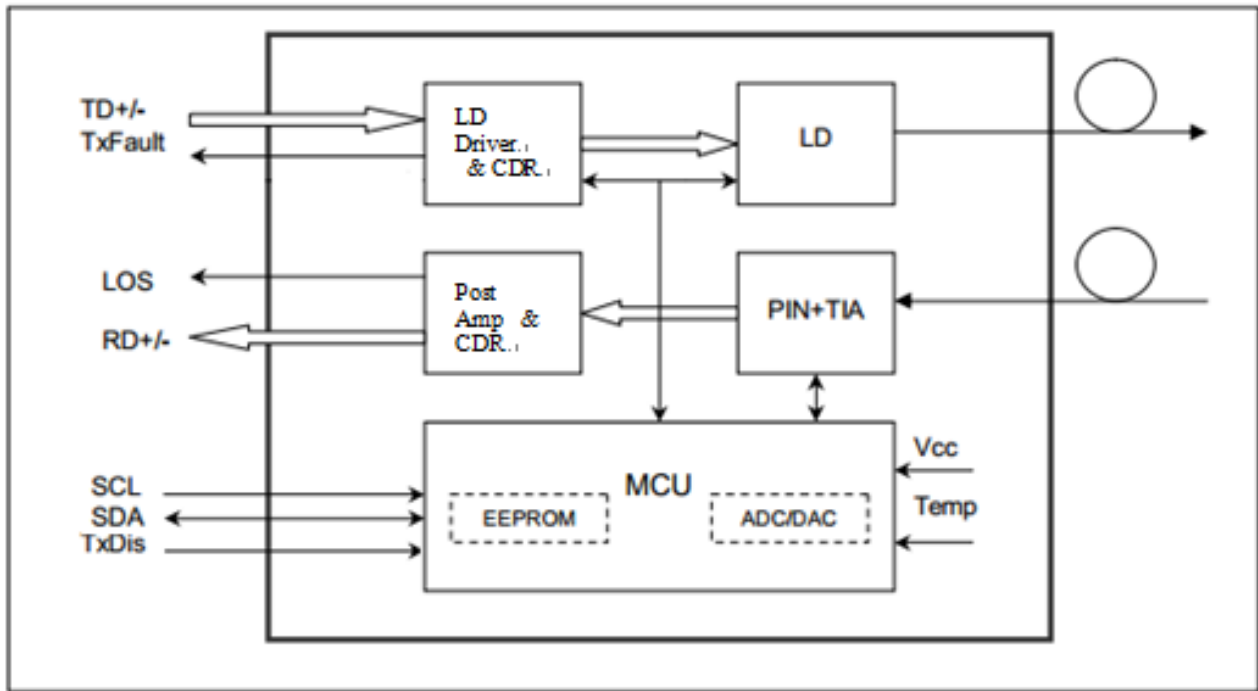 TD+/-
TxFault
LD
Driver.
& CDR.
LD
LOS
RD+/-
Post
Amp &
CDR.
PIN+TIA
SCL
SDA
TxDis
MCU
EEPROM
ADC/DAC
Vcc
Temp